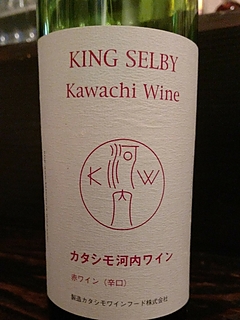 KING SELBY
Kawachi Wine
K 河内 W
カタシモ河内ワイン
赤ワイン（辛口）
製造カタシモワインフード株式会社